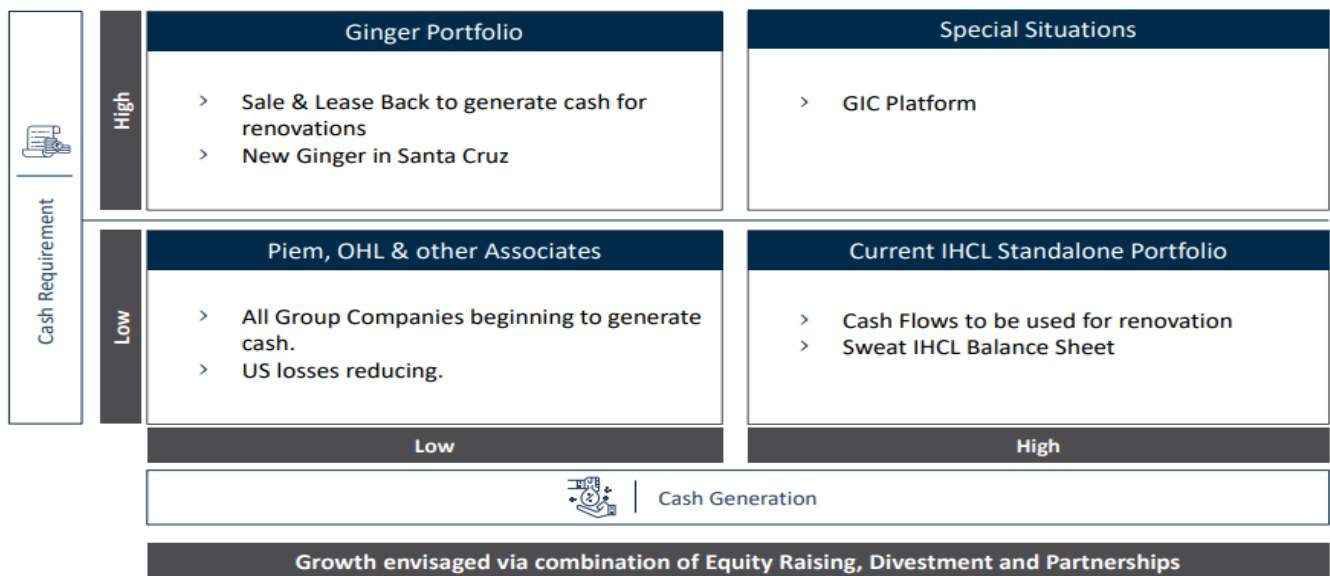 Ginger Portfolio
Special Situations
Cash Requirement
High
> Sale & Lease Back to generate cash for
renovations
> New Ginger in Santa Cruz
> GIC Platform
Piem, OHL & other Associates
Current IHCL Standalone Portfolio
Low
> All Group Companies beginning to generate
cash.
> US losses reducing.
> Cash Flows to be used for renovation
> Sweat IHCL Balance Sheet
Low
High
Cash Generation
Growth envisaged via combination of Equity Raising, Divestment and Partnerships